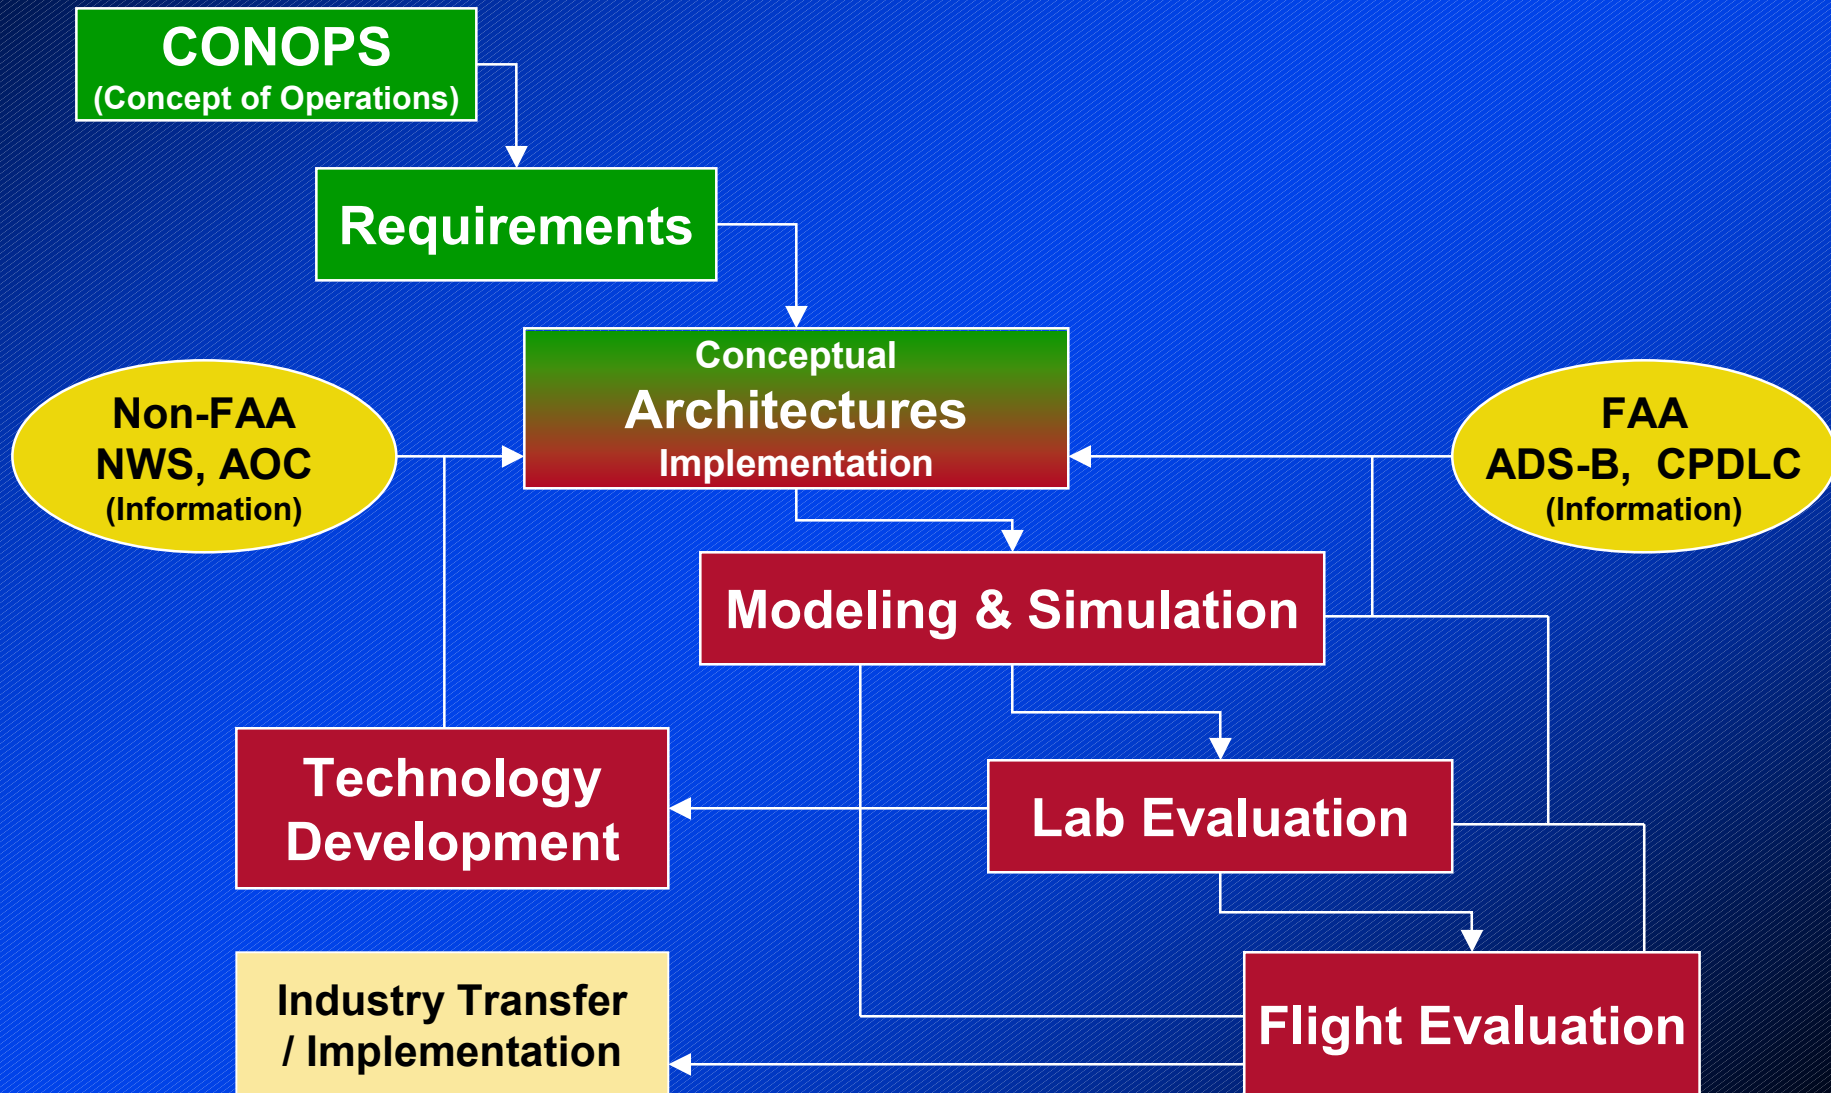 CONOPS
(Concept of Operations)
Requirements
Conceptual
Architectures
Implementation
Non-FAA
NWS, AOC
(Information)
FAA
ADS-B, CPDLC
(Information)
Modeling & Simulation
Technology
Development
Lab Evaluation
Industry Transfer
/ Implementation
Flight Evaluation